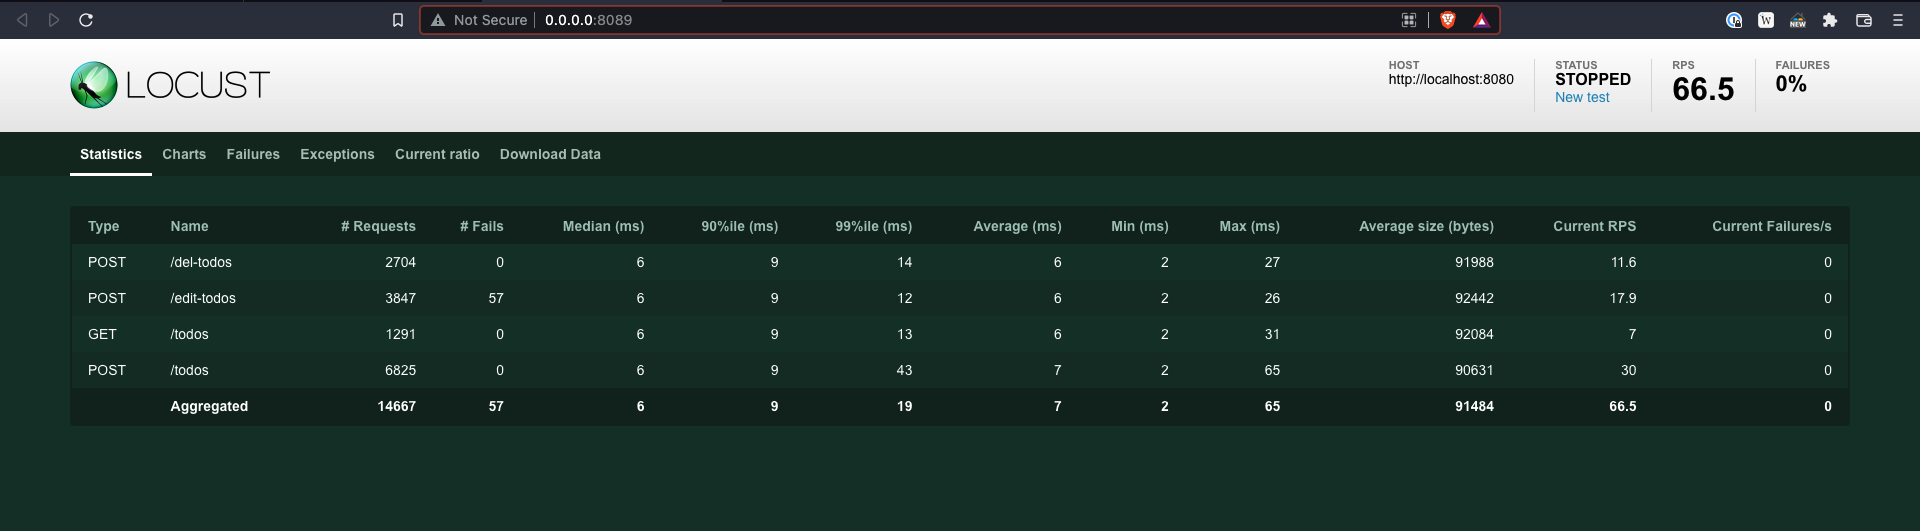 Not Secure 0.0.0.0:8089
W
NEW
LOCUST
HOST
http://localhost:8080
STATUS
STOPPED
New test
RPS
66.5
FAILURES
0%
Statistics Charts Failures Exceptions Current ratio Download Data
Type Name # Requests # Fails Median (ms) 90%ile (ms) 99%ile (ms) Average (ms) Min (ms) Max (ms) Average size (bytes) Current RPS Current Failures/s
POST /del-todos 2704 0 6 9 14 6 2 27 91988 11.6 0
POST /edit-todos 3847 57 6 9 12 6 2 26 92442 17.9 0
GET /todos 1291 0 6 9 13 6 2 31 92084 7 0
POST /todos 6825 0 6 9 43 7 2 65 90631 30 0
Aggregated 14667 57 6 9 19 7 2 65 91484 66.5 0